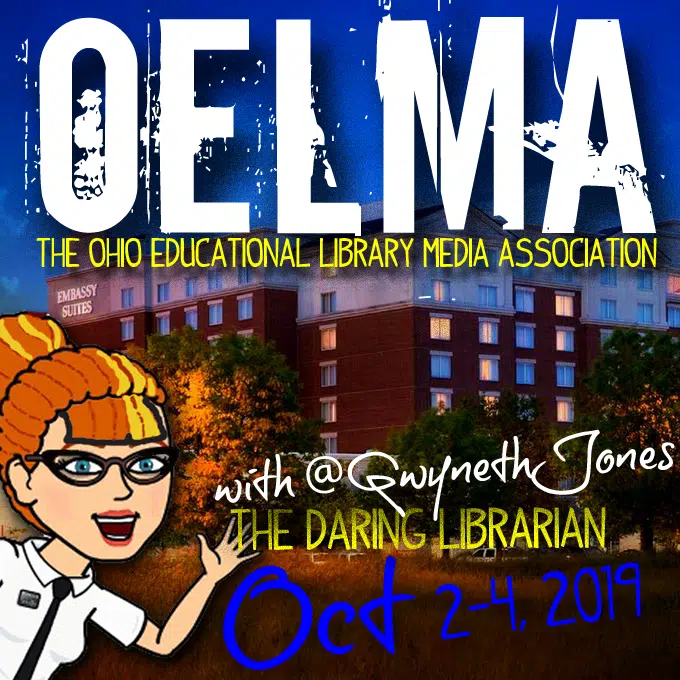 OELMA
THE OHIO EDUCATIONAL LIBRARY MEDIA ASSOCIATION
EMBASSY
SUITES
with @GwynethJones
THE DARING LIBRARIAN
Oct 2-4, 2019